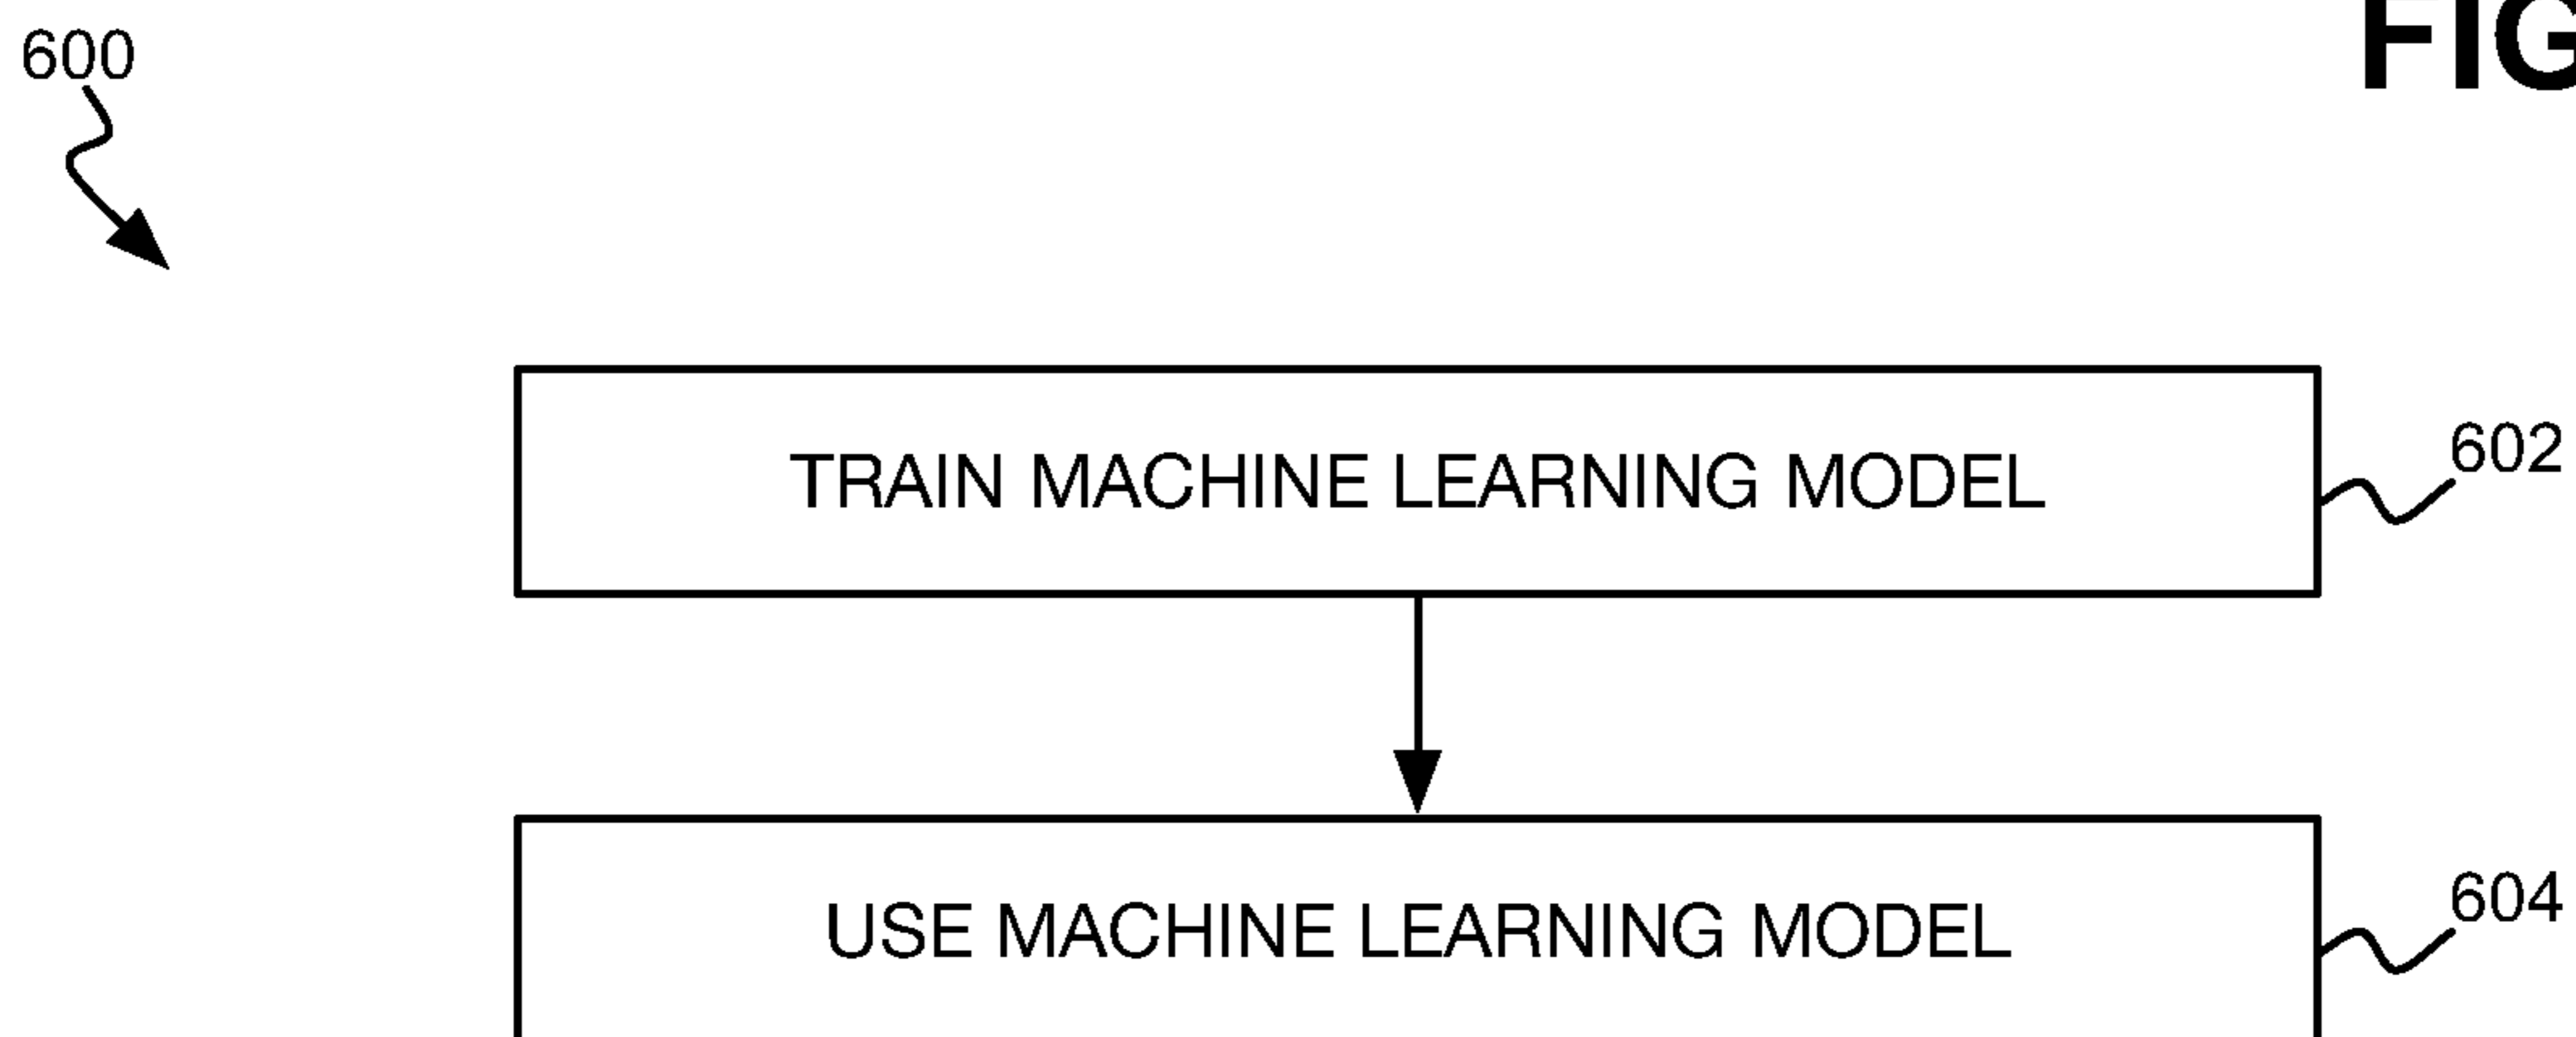 600
FIG
TRAIN MACHINE LEARNING MODEL
602
USE MACHINE LEARNING MODEL
604